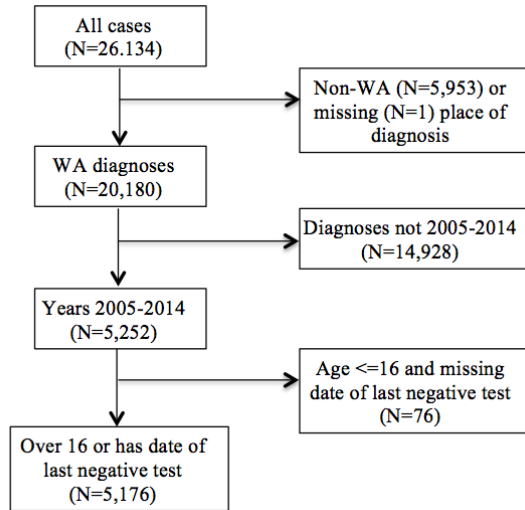 All cases
(N=26.134)
Non-WA (N=5,953) or
missing (N=1) place of
diagnosis
WA diagnoses
(N=20,180)
Diagnoses not 2005-2014
(N=14,928)
Years 2005-2014
(N=5,252)
Age <=16 and missing
date of last negative test
(N=76)
Over 16 or has date of
last negative test
(N=5,176)